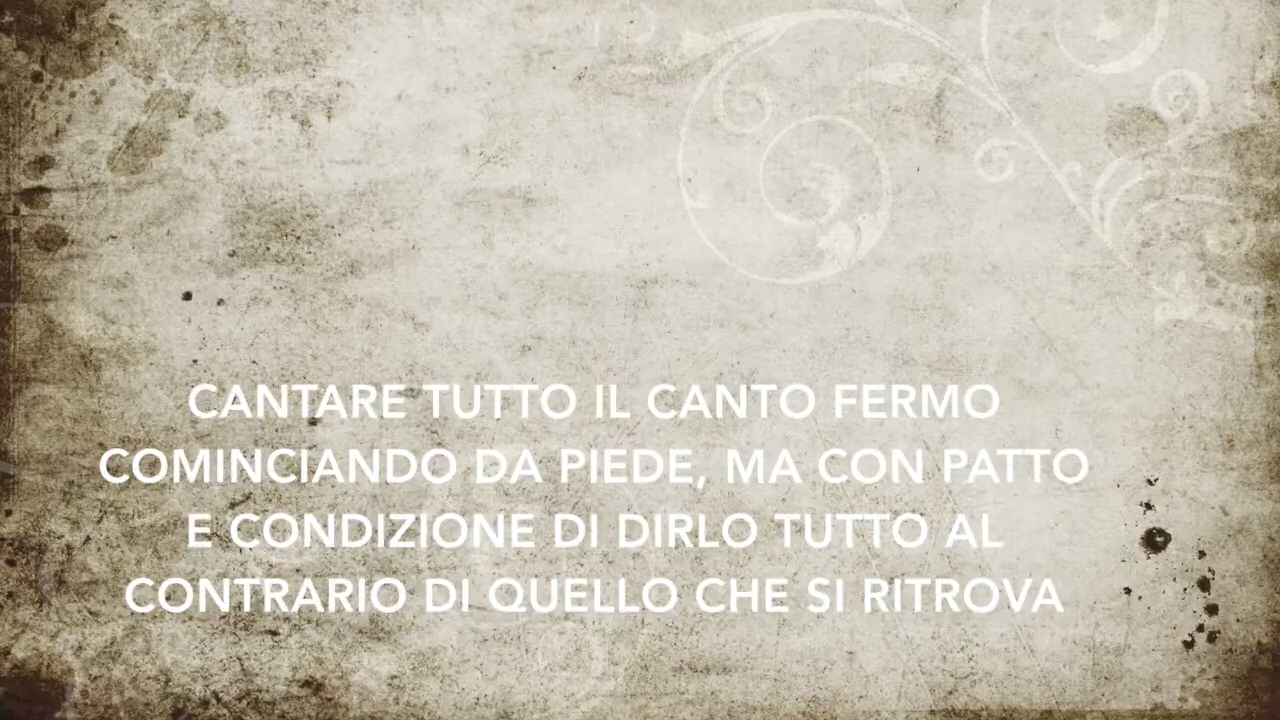 CANTARE TUTTO IL CANTO FERMO
COMINCIANDO DA PIEDE, MA CON PATTO
E CONDIZIONE DI DIRLO TUTTO AL
CONTRARIO DI QUELLO CHE SI RITROVA